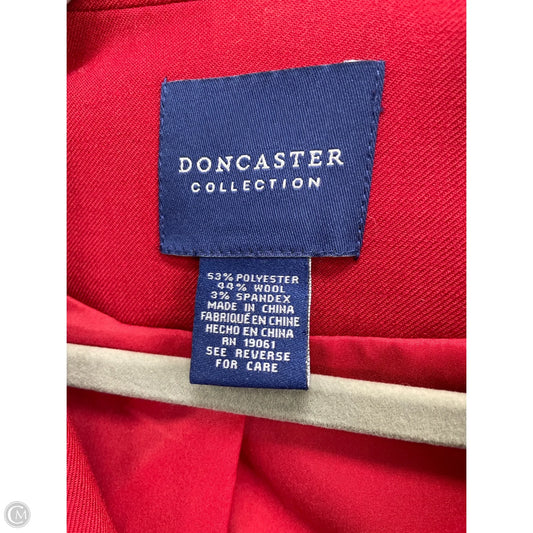 DONCASTER
COLLECTION
53% POLYESTER
44% WOOL
3% SPANDEX
MADE IN CHINA
FABRIQUÉ EN CHINE
HECHO EN CHINA
RN 19061
SEE REVERSE
FOR CARE
CM